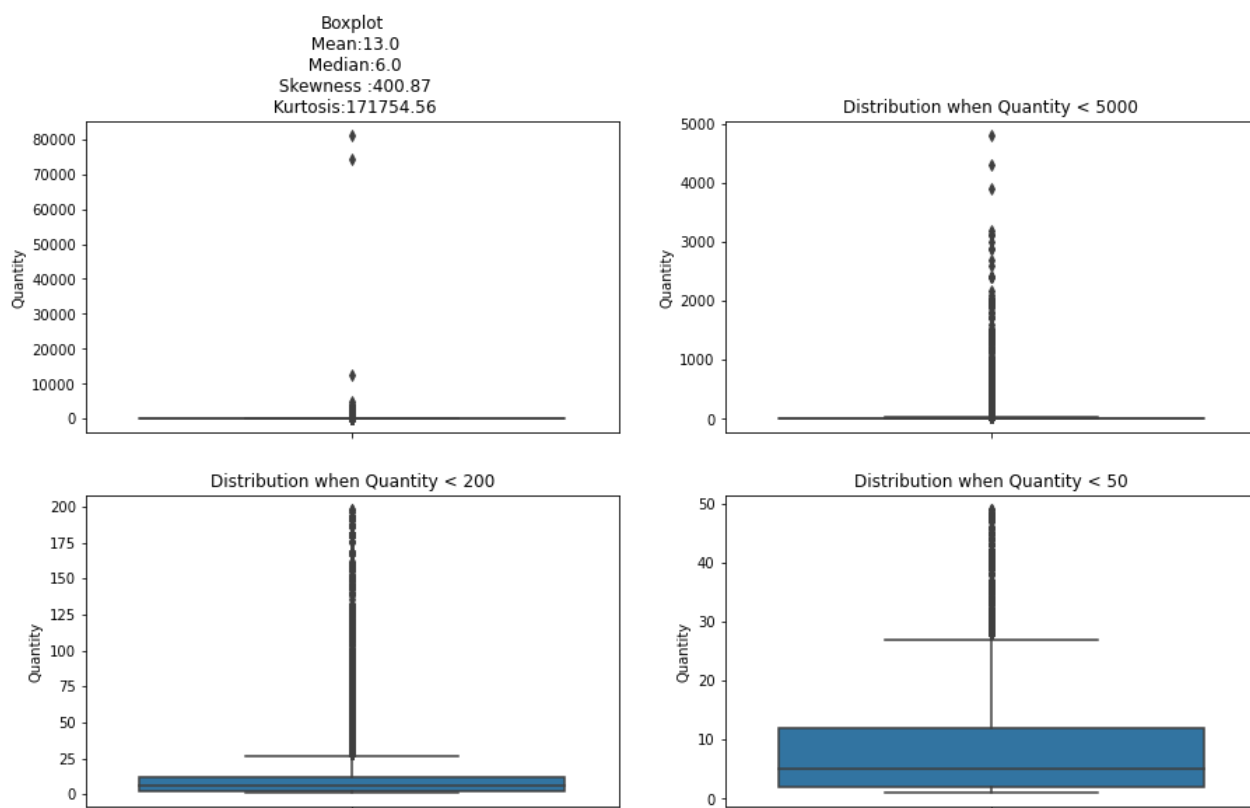 Boxplot
Mean:13.0
Median:6.0
Skewness :400.87
Kurtosis:171754.56
80000
70000
60000
50000
40000
30000
20000
10000
0
Quantity
Distribution when Quantity < 5000
5000
4000
3000
2000
1000
0
Quantity
Distribution when Quantity < 200
200
175
150
125
100
75
50
25
0
Quantity
Distribution when Quantity < 50
50
40
30
20
10
0
Quantity